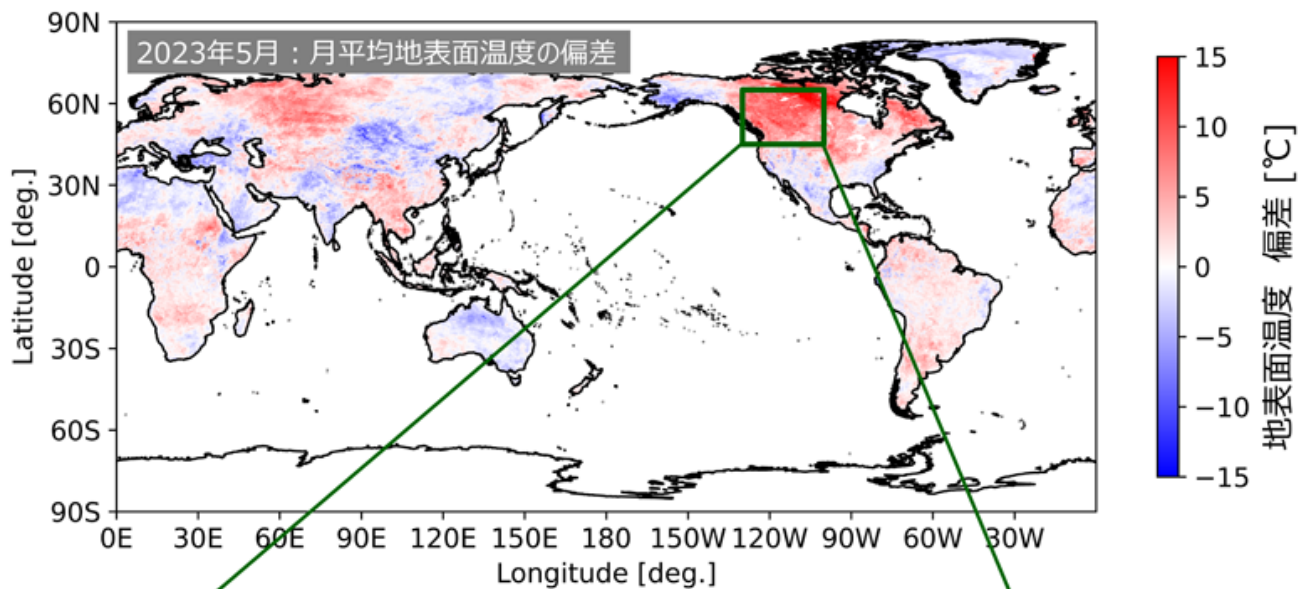 2023年5月：月平均地表面温度の偏差
90N
60N
30N
0
30S
60S
90S
Latitude [deg.]
0E 30E 60E 90E 120E 150E 180 150W 120W 90W 60W 30W
Longitude [deg.]
15
10
5
0
−5
−10
−15
地表面温度 偏差 [℃]